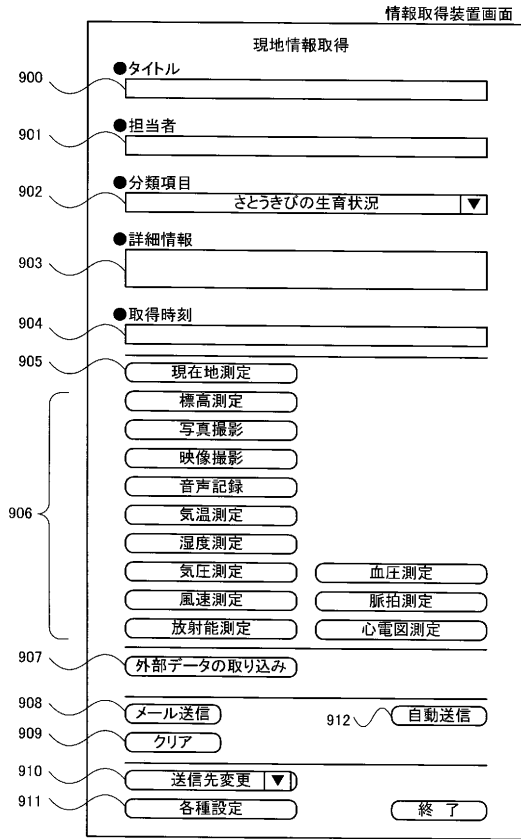 情報取得装置画面
現地情報取得
900 ●タイトル
901 ●担当者
902 ●分類項目
さとうきびの生育状況 ▼
903 ●詳細情報
904 ●取得時刻
905 現在地測定
906
標高測定
写真撮影
映像撮影
音声記録
気温測定
湿度測定
気圧測定 血圧測定
風速測定 脈拍測定
放射能測定 心電図測定
907 外部データの取り込み
908 メール送信 912 自動送信
909 クリア
910 送信先変更 ▼
911 各種設定 終 了